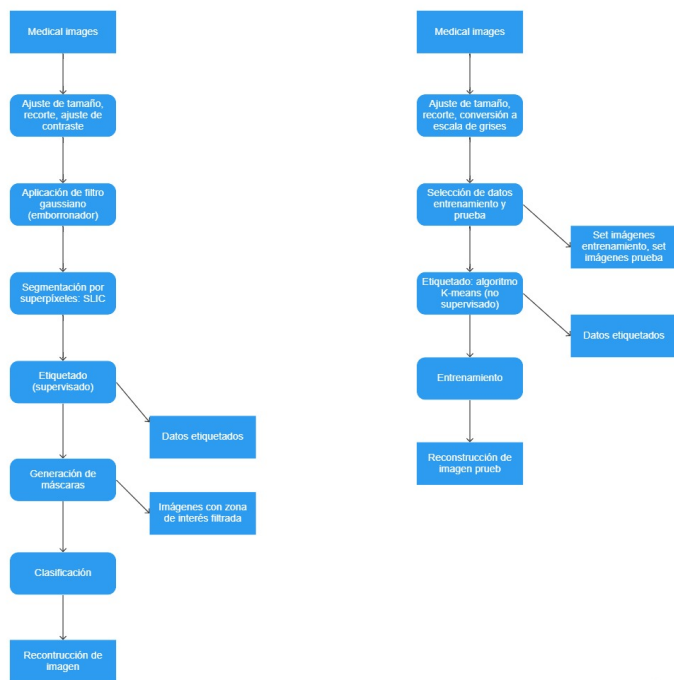 Medical images
Ajuste de tamaño,
recorte, ajuste de
contraste
Aplicación de filtro
gaussiano
(emborronador)
Segmentación por
superpíxeles: SLIC
Etiquetado
(supervisado)
Datos etiquetados
Generación de
máscaras
Imágenes con zona
de interés filtrada
Clasificación
Recontrucción de
imagen
Medical images
Ajuste de tamaño,
recorte, conversión a
escala de grises
Selección de datos
entrenamiento y
prueba
Set imágenes
entrenamiento, set
imágenes prueba
Etiquetado: algoritmo
K-means (no
supervisado)
Datos etiquetados
Entrenamiento
Reconstrucción de
imagen prueb